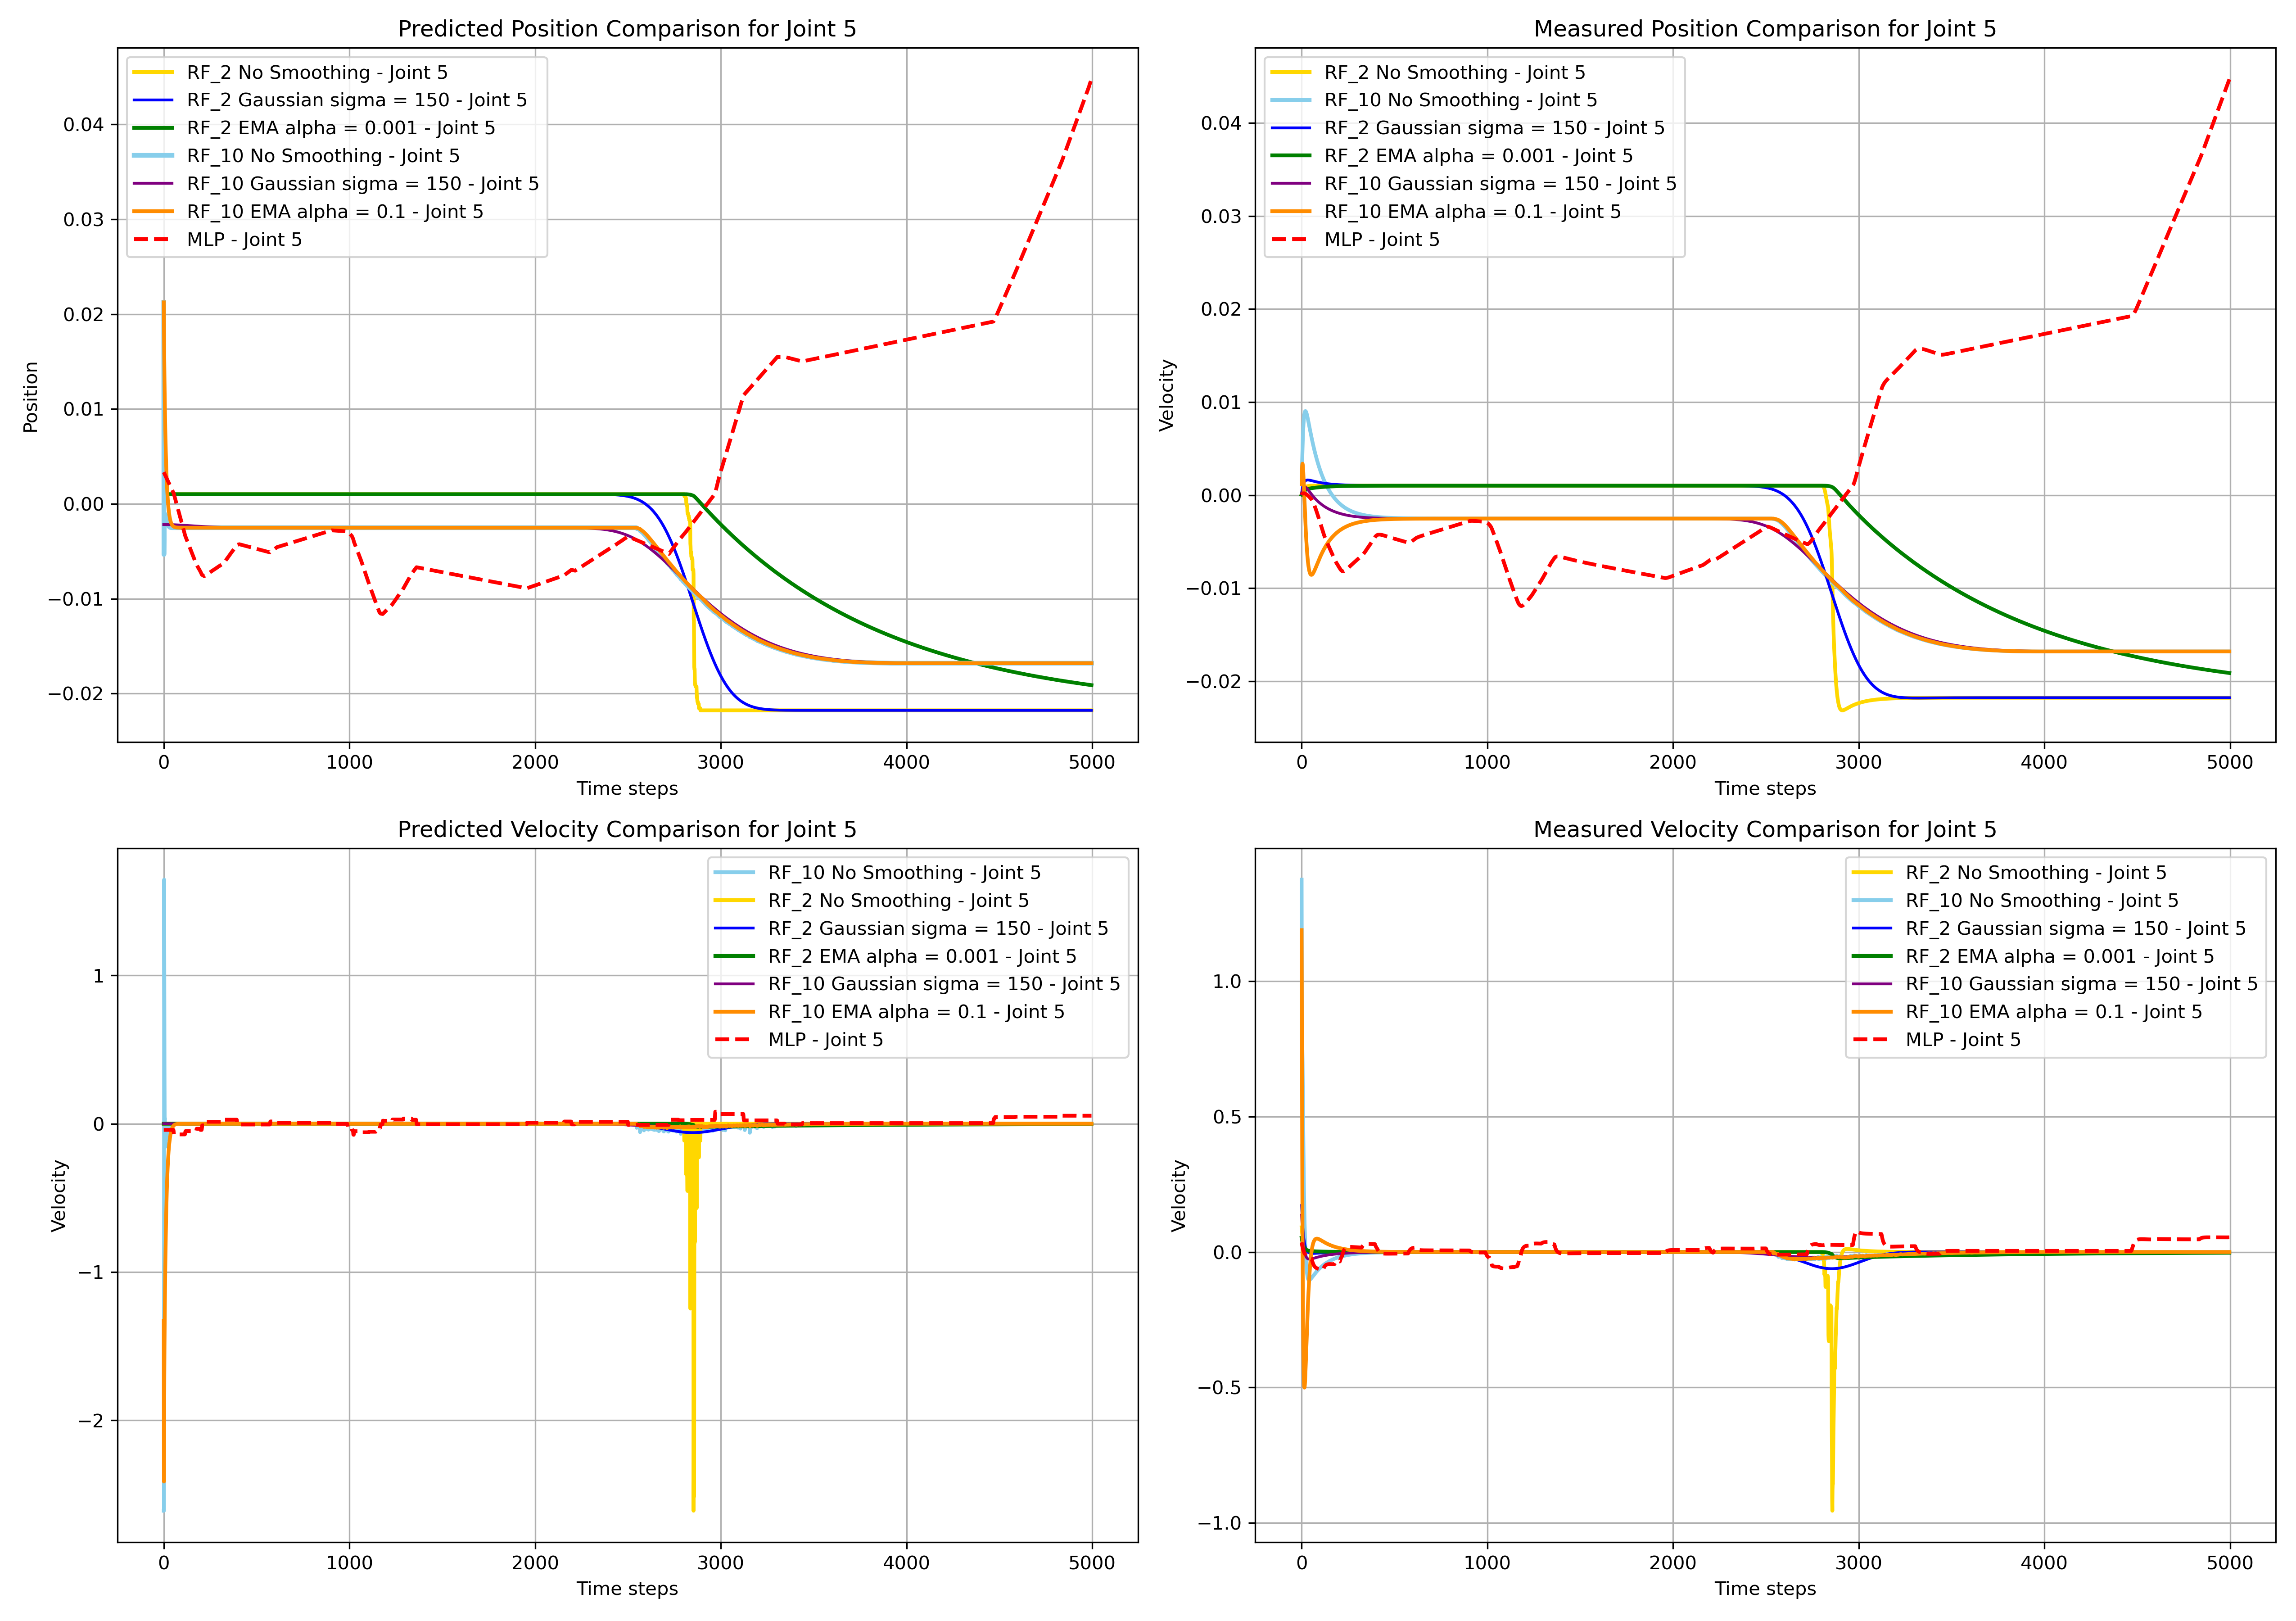 Predicted Position Comparison for Joint 5
RF_2 No Smoothing - Joint 5
RF_2 Gaussian sigma = 150 - Joint 5
RF_2 EMA alpha = 0.001 - Joint 5
RF_10 No Smoothing - Joint 5
RF_10 Gaussian sigma = 150 - Joint 5
RF_10 EMA alpha = 0.1 - Joint 5
MLP - Joint 5
Position
0.04
0.03
0.02
0.01
0.00
−0.01
−0.02
0
1000
2000
3000
4000
5000
Time steps
Measured Position Comparison for Joint 5
RF_2 No Smoothing - Joint 5
RF_10 No Smoothing - Joint 5
RF_2 Gaussian sigma = 150 - Joint 5
RF_2 EMA alpha = 0.001 - Joint 5
RF_10 Gaussian sigma = 150 - Joint 5
RF_10 EMA alpha = 0.1 - Joint 5
MLP - Joint 5
Velocity
0.04
0.03
0.02
0.01
0.00
−0.01
−0.02
0
1000
2000
3000
4000
5000
Time steps
Predicted Velocity Comparison for Joint 5
RF_10 No Smoothing - Joint 5
RF_2 No Smoothing - Joint 5
RF_2 Gaussian sigma = 150 - Joint 5
RF_2 EMA alpha = 0.001 - Joint 5
RF_10 Gaussian sigma = 150 - Joint 5
RF_10 EMA alpha = 0.1 - Joint 5
MLP - Joint 5
Velocity
1
0
−1
−2
0
1000
2000
3000
4000
5000
Time steps
Measured Velocity Comparison for Joint 5
RF_2 No Smoothing - Joint 5
RF_10 No Smoothing - Joint 5
RF_2 Gaussian sigma = 150 - Joint 5
RF_2 EMA alpha = 0.001 - Joint 5
RF_10 Gaussian sigma = 150 - Joint 5
RF_10 EMA alpha = 0.1 - Joint 5
MLP - Joint 5
Velocity
1.0
0.5
0.0
−0.5
−1.0
0
1000
2000
3000
4000
5000
Time steps